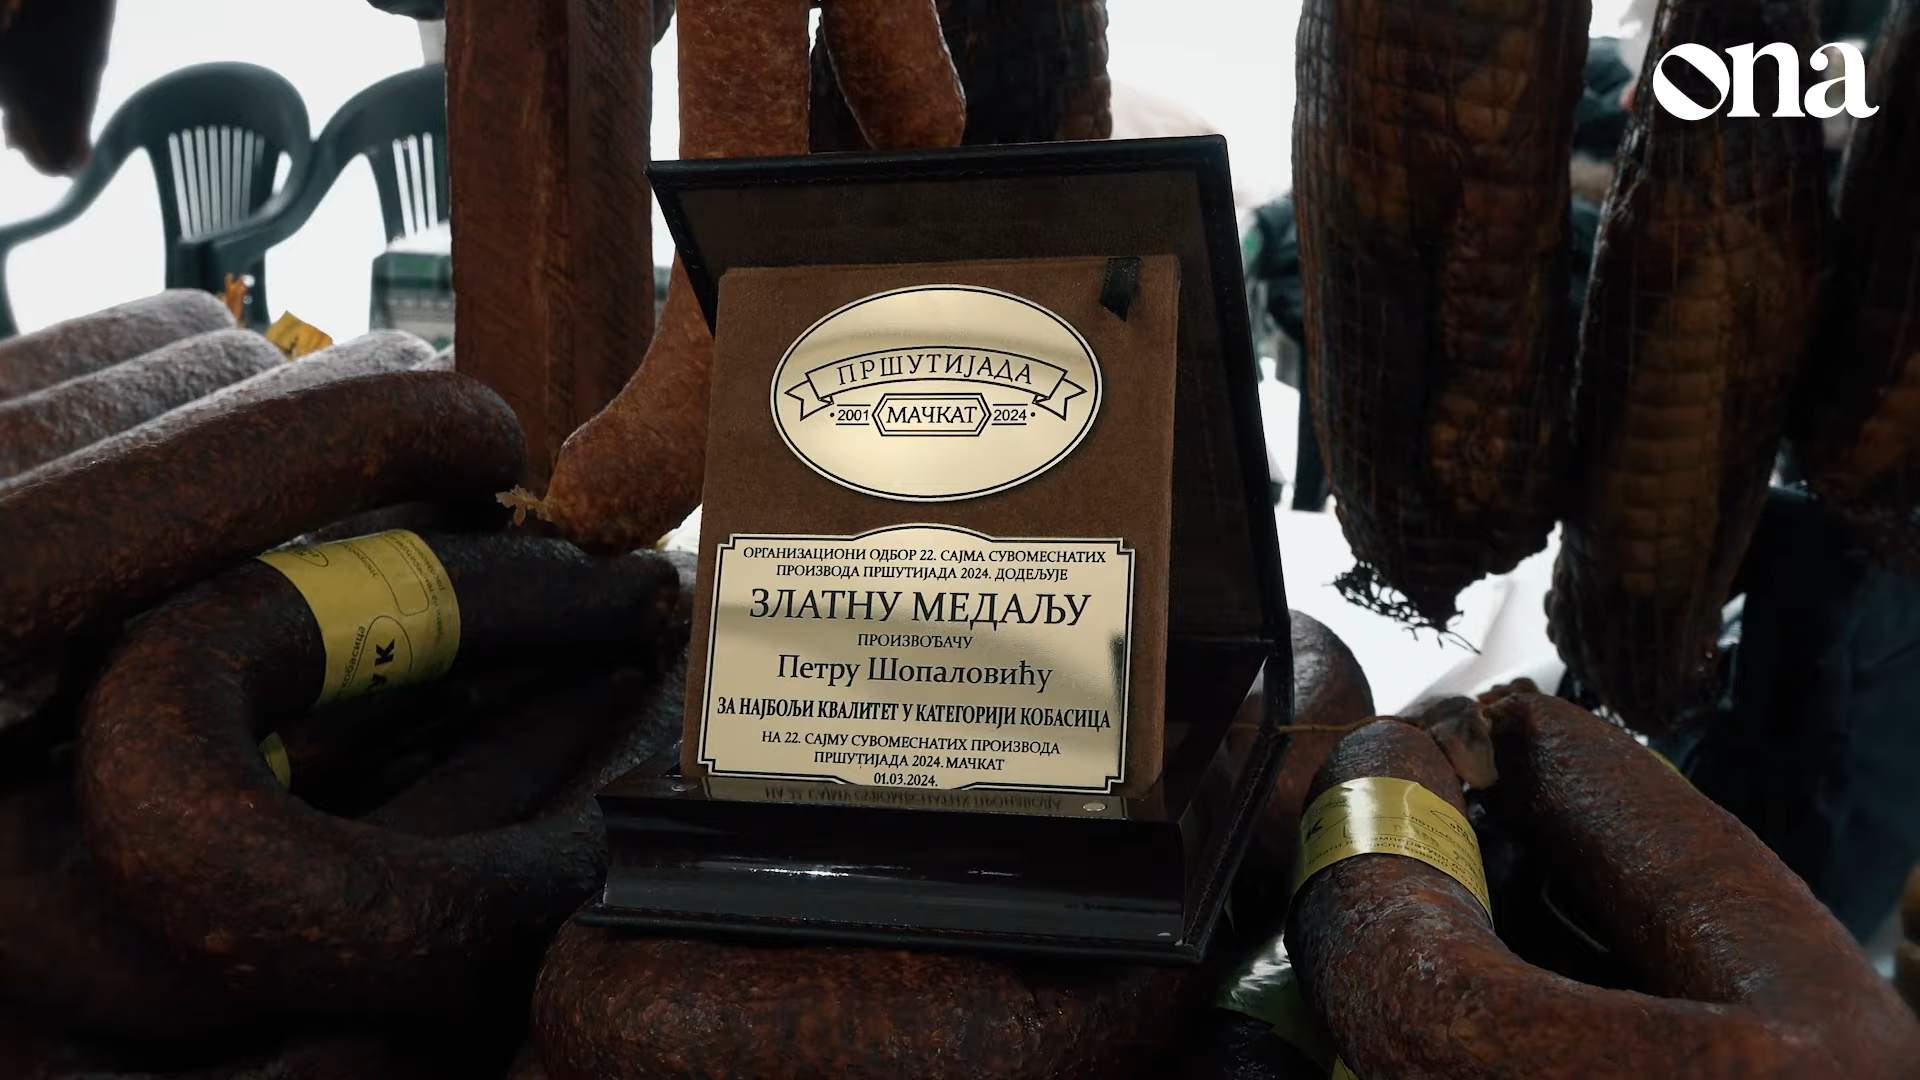 ona
ПРШУТИЈАДА
2001 МАЧКАТ 2024
ОРГАНИЗАЦИОНИ ОДБОР 22. САЈМА СУВОМЕСНАТИХ
ПРОИЗВОДА ПРШУТИЈАДА 2024. ДОДЕЉУЈЕ
ЗЛАТНУ МЕДАЉУ
ПРОИЗВОЂАЧУ
Петру Шопаловићу
ЗА НАЈБОЉИ КВАЛИТЕТ У КАТЕГОРИЈИ КОБАСИЦА
НА 22. САЈМУ СУВОМЕСНАТИХ ПРОИЗВОДА
ПРШУТИЈАДА 2024. МАЧКАТ
01.03.2024.
кобасица